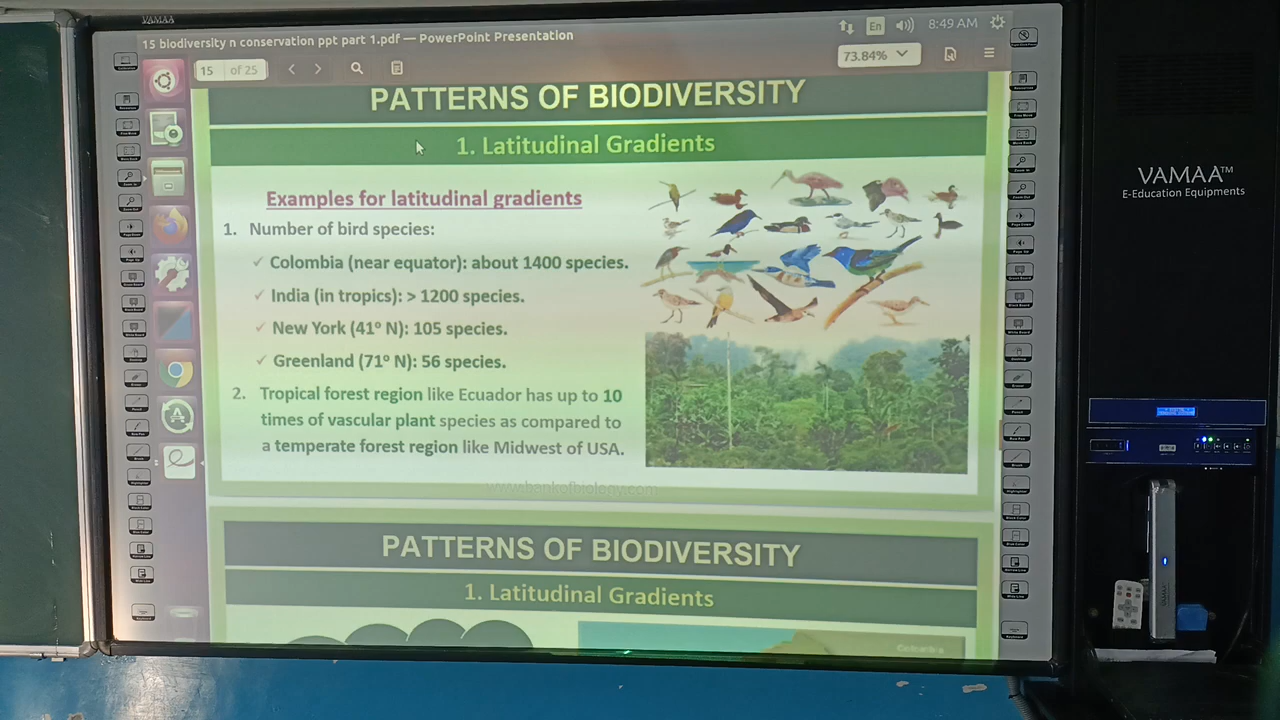 VAMAA
15 biodiversity n conservation ppt part 1.pdf — PowerPoint Presentation
En
8:49 AM
15 of 25
73.84%
PATTERNS OF BIODIVERSITY
1. Latitudinal Gradients
Examples for latitudinal gradients
1. Number of bird species:
✓ Colombia (near equator): about 1400 species.
✓ India (in tropics): > 1200 species.
✓ New York (41° N): 105 species.
✓ Greenland (71° N): 56 species.
2. Tropical forest region like Ecuador has up to 10
times of vascular plant species as compared to
a temperate forest region like Midwest of USA.
www.bankofbiology.com
PATTERNS OF BIODIVERSITY
1. Latitudinal Gradients
Colombia
VAMAA™
E-Education Equipments